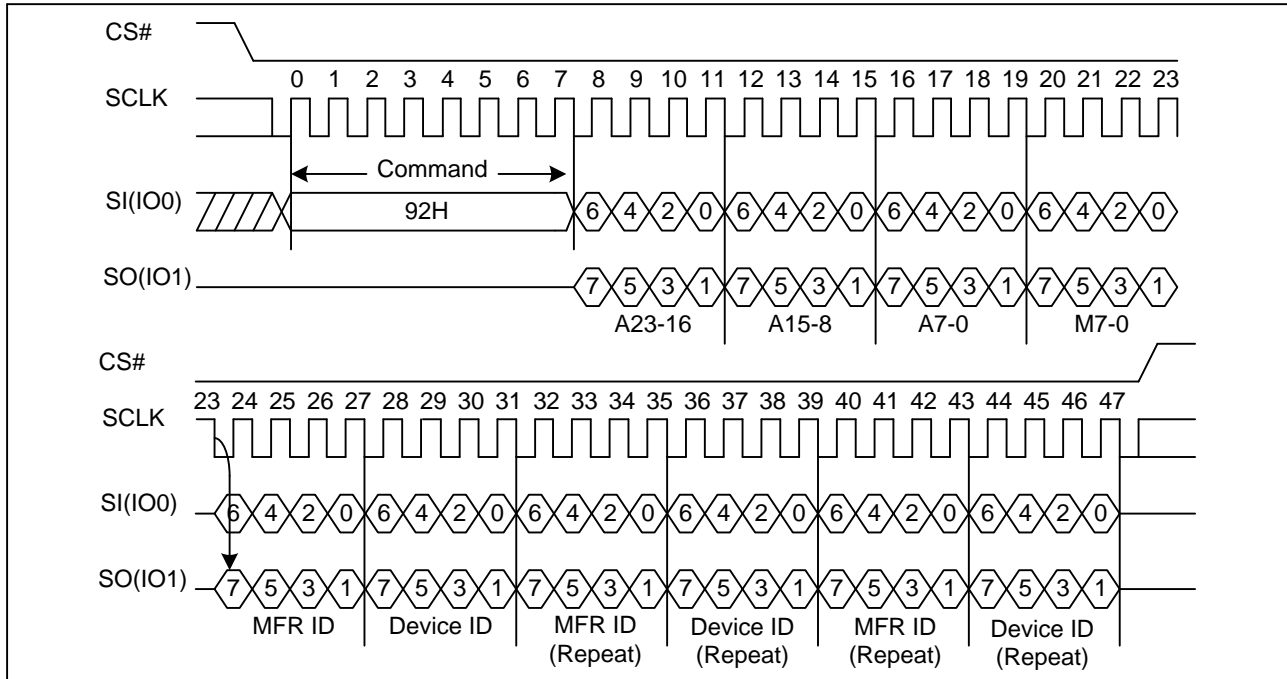 CS#
0 1 2 3 4 5 6 7 8 9 10 11 12 13 14 15 16 17 18 19 20 21 22 23
SCLK
Command
SI(IO0)
92H
6 4 2 0 6 4 2 0 6 4 2 0 6 4 2 0
SO(IO1)
7 5 3 1 7 5 3 1 7 5 3 1 7 5 3 1
A23-16 A15-8 A7-0 M7-0
CS#
23 24 25 26 27 28 29 30 31 32 33 34 35 36 37 38 39 40 41 42 43 44 45 46 47
SCLK
SI(IO0)
6 4 2 0 6 4 2 0 6 4 2 0 6 4 2 0 6 4 2 0 6 4 2 0
SO(IO1)
7 5 3 1 7 5 3 1 7 5 3 1 7 5 3 1 7 5 3 1 7 5 3 1
MFR ID Device ID MFR ID Device ID MFR ID Device ID
(Repeat) (Repeat) (Repeat) (Repeat)